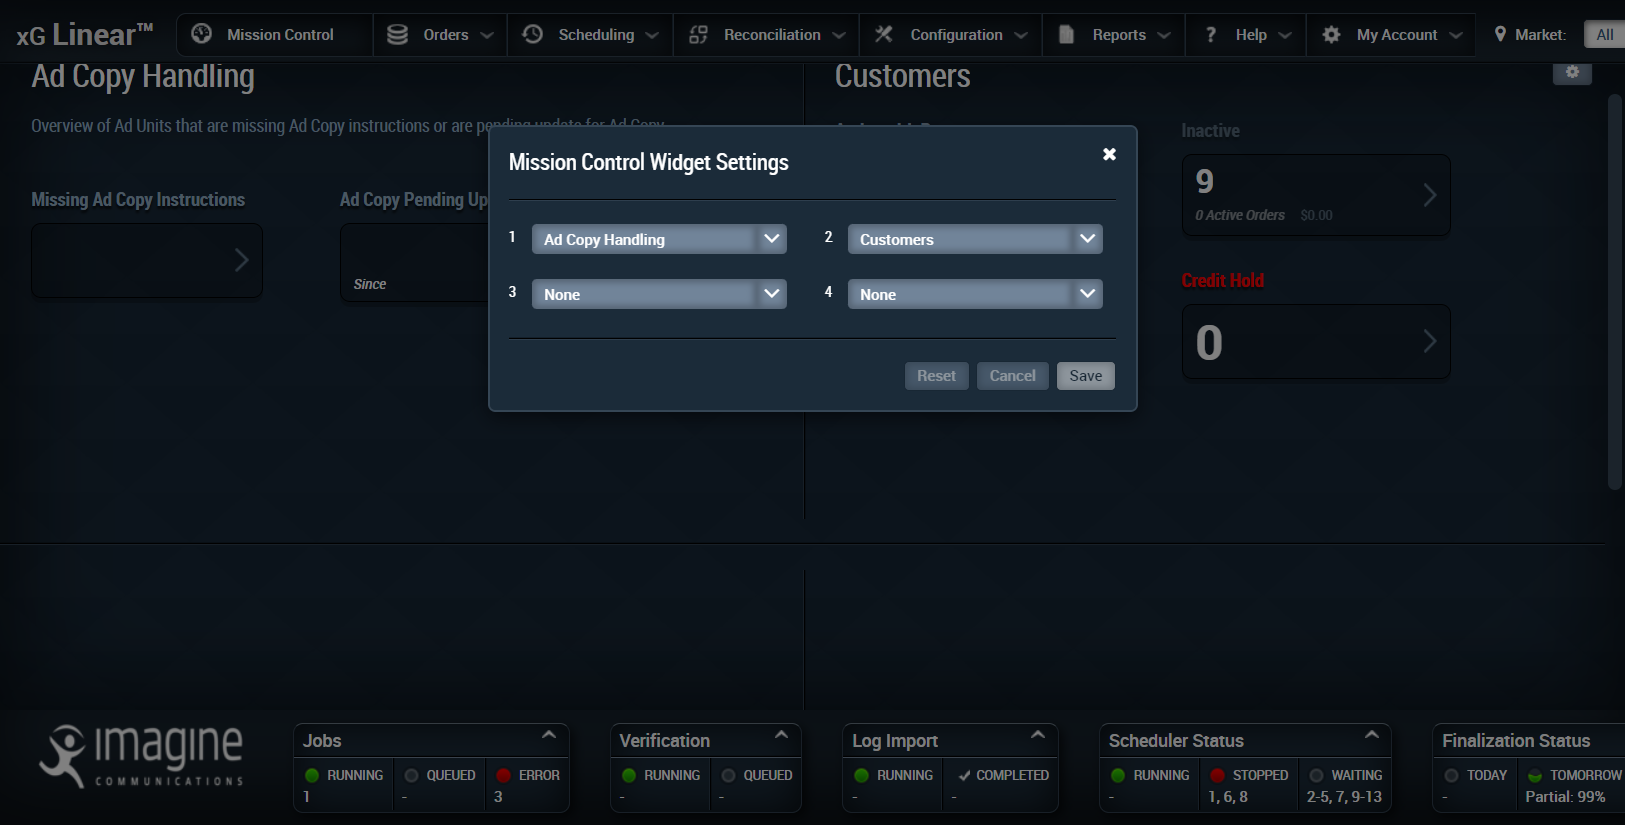 xG Linear™
Mission Control
Orders
Scheduling
Reconciliation
Configuration
Reports
? Help
My Account
Market:
All
Ad Copy Handling
Customers
Overview of Ad Units that are missing Ad Copy instructions or are pending update for Ad Copy
Inactive
Missing Ad Copy Instructions
Ad Copy Pending Up
9
0 Active Orders $0.00
Since
Credit Hold
0
Mission Control Widget Settings
1 Ad Copy Handling
2 Customers
3 None
4 None
Reset
Cancel
Save
imagine
COMMUNICATIONS
Jobs
RUNNING
1
QUEUED
-
ERROR
3
Verification
RUNNING
-
QUEUED
-
Log Import
RUNNING
-
COMPLETED
-
Scheduler Status
RUNNING
-
STOPPED
1, 6, 8
WAITING
2-5, 7, 9-13
Finalization Status
TODAY
-
TOMORROW
Partial: 99%